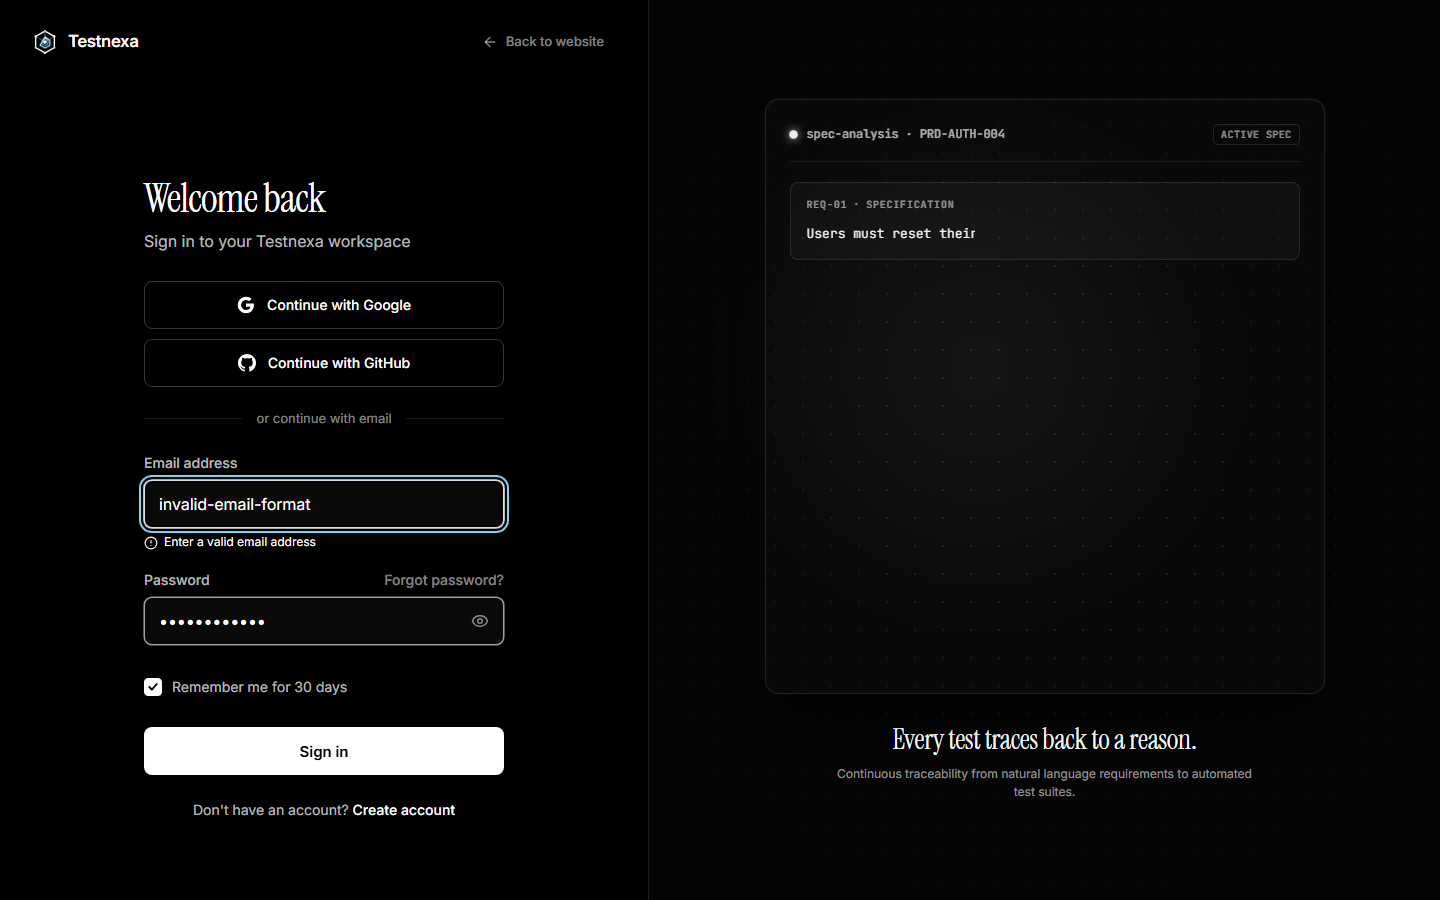 Testnexa
Back to website
Welcome back
Sign in to your Testnexa workspace
Continue with Google
Continue with GitHub
or continue with email
Email address
invalid-email-format
Enter a valid email address
Password
Forgot password?
Remember me for 30 days
Sign in
Don't have an account? Create account
spec-analysis · PRD-AUTH-004
ACTIVE SPEC
REQ-01 · SPECIFICATION
Users must reset their
Every test traces back to a reason.
Continuous traceability from natural language requirements to automated
test suites.